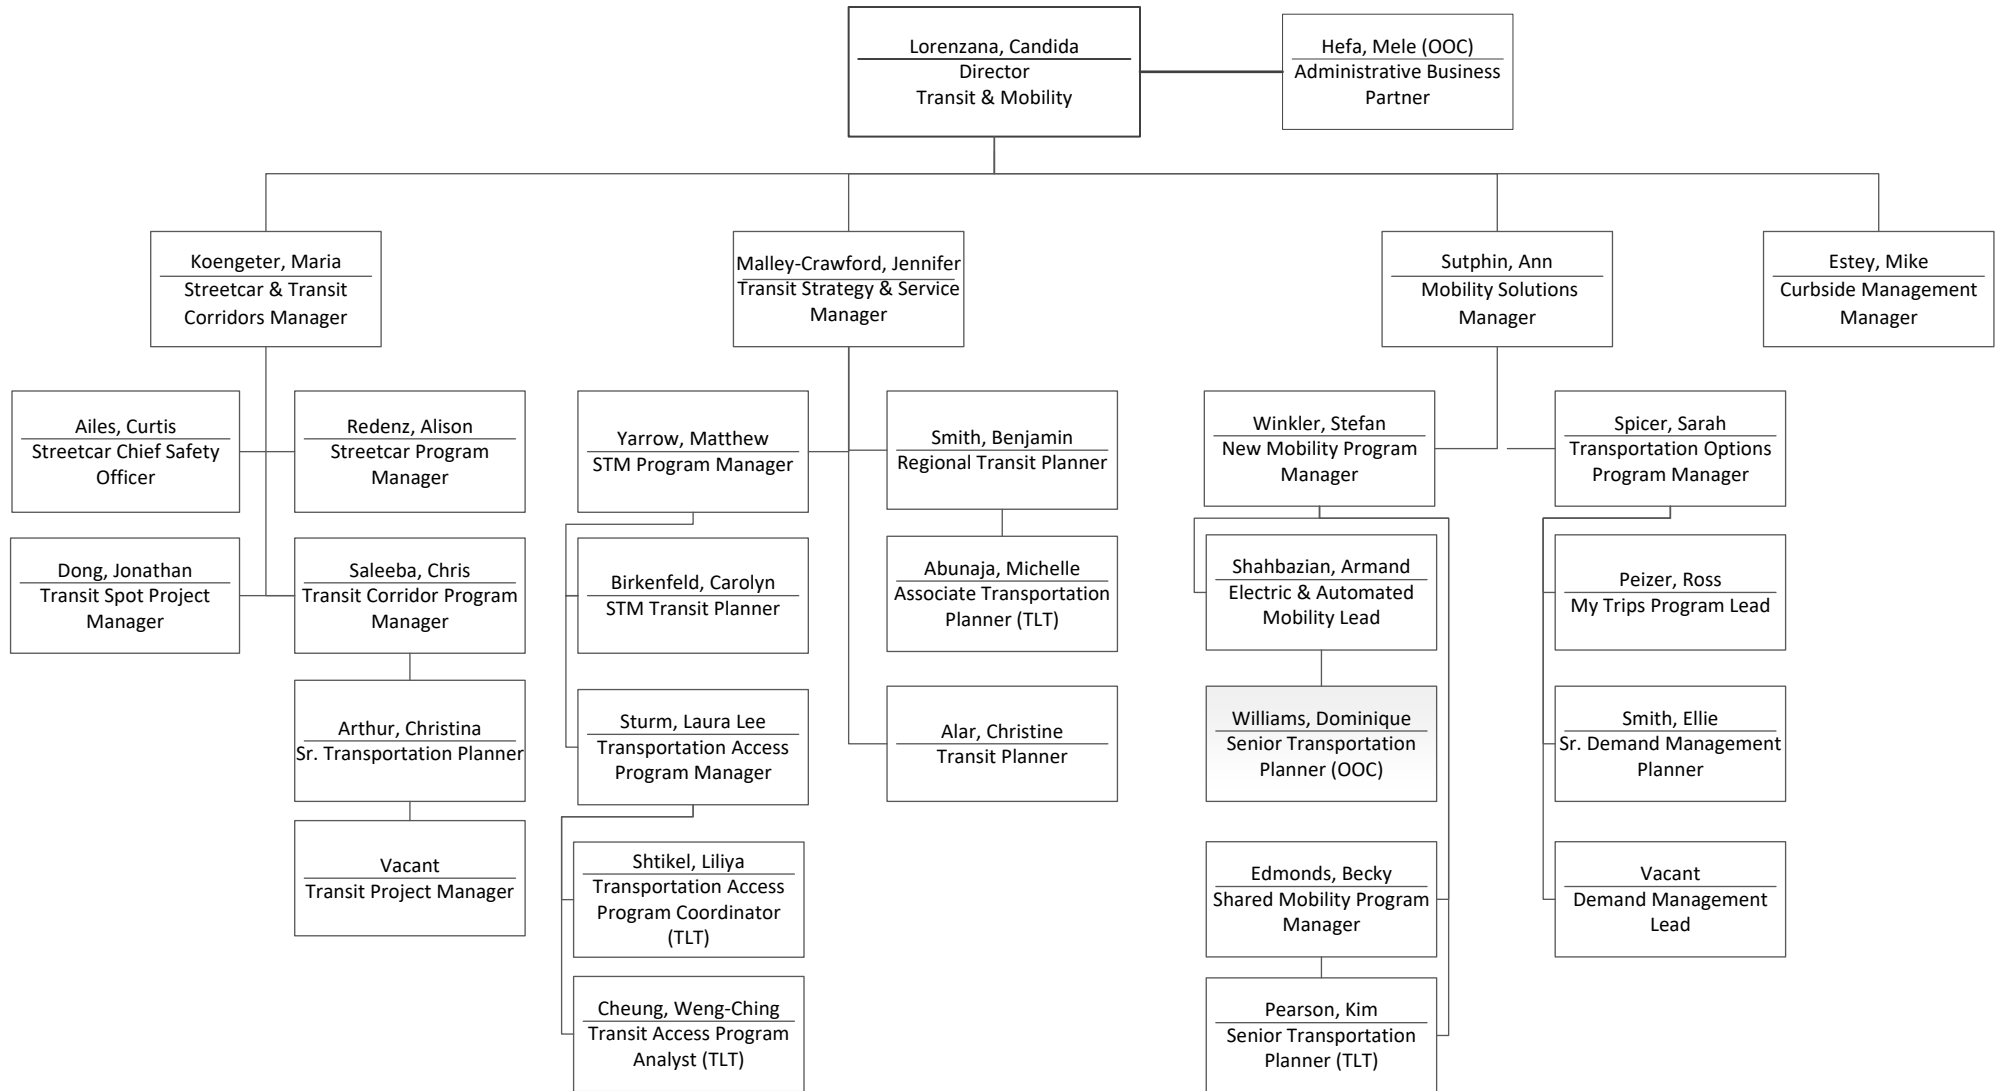 Lorenzana, Candida
Director
Transit & Mobility
Hefa, Mele (OOC)
Administrative Business
Partner
Koengeter, Maria
Streetcar & Transit
Corridors Manager
Malley-Crawford, Jennifer
Transit Strategy & Service
Manager
Sutphin, Ann
Mobility Solutions
Manager
Estey, Mike
Curbside Management
Manager
Ailes, Curtis
Streetcar Chief Safety
Officer
Redenz, Alison
Streetcar Program
Manager
Dong, Jonathan
Transit Spot Project
Manager
Saleeba, Chris
Transit Corridor Program
Manager
Arthur, Christina
Sr. Transportation Planner
Vacant
Transit Project Manager
Yarrow, Matthew
STM Program Manager
Smith, Benjamin
Regional Transit Planner
Birkenfeld, Carolyn
STM Transit Planner
Abunaja, Michelle
Associate Transportation
Planner (TLT)
Sturm, Laura Lee
Transportation Access
Program Manager
Alar, Christine
Transit Planner
Shtikel, Liliya
Transportation Access
Program Coordinator
(TLT)
Cheung, Weng-Ching
Transit Access Program
Analyst (TLT)
Winkler, Stefan
New Mobility Program
Manager
Spicer, Sarah
Transportation Options
Program Manager
Shahbazian, Armand
Electric & Automated
Mobility Lead
Peizer, Ross
My Trips Program Lead
Williams, Dominique
Senior Transportation
Planner (OOC)
Smith, Ellie
Sr. Demand Management
Planner
Edmonds, Becky
Shared Mobility Program
Manager
Vacant
Demand Management
Lead
Pearson, Kim
Senior Transportation
Planner (TLT)